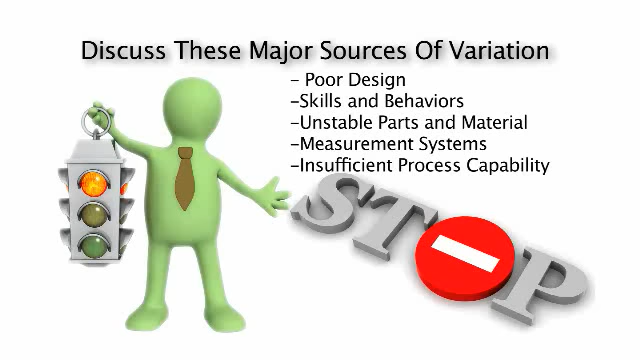 Discuss These Major Sources Of Variation
- Poor Design
-Skills and Behaviors
-Unstable Parts and Material
-Measurement Systems
-Insufficient Process Capability
STOP